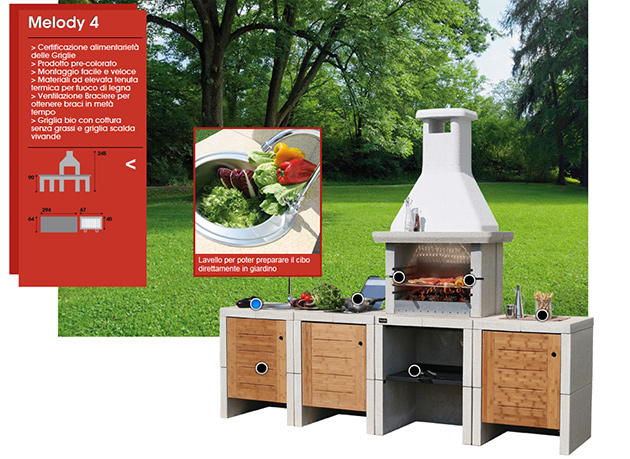 Melody 4
> Certificazione alimentarietà
delle Griglie
> Prodotto pre-colorato
> Montaggio facile e veloce
> Materiali ad elevata tenuta
termica per fuoco di legna
> Ventilazione Braciere per
ottenere braci in metà
tempo
> Griglia bio con cottura
senza grassi e griglia scalda
vivande
<
248
90
296
67
64
40
Lavello per poter preparare il cibo
direttamente in giardino